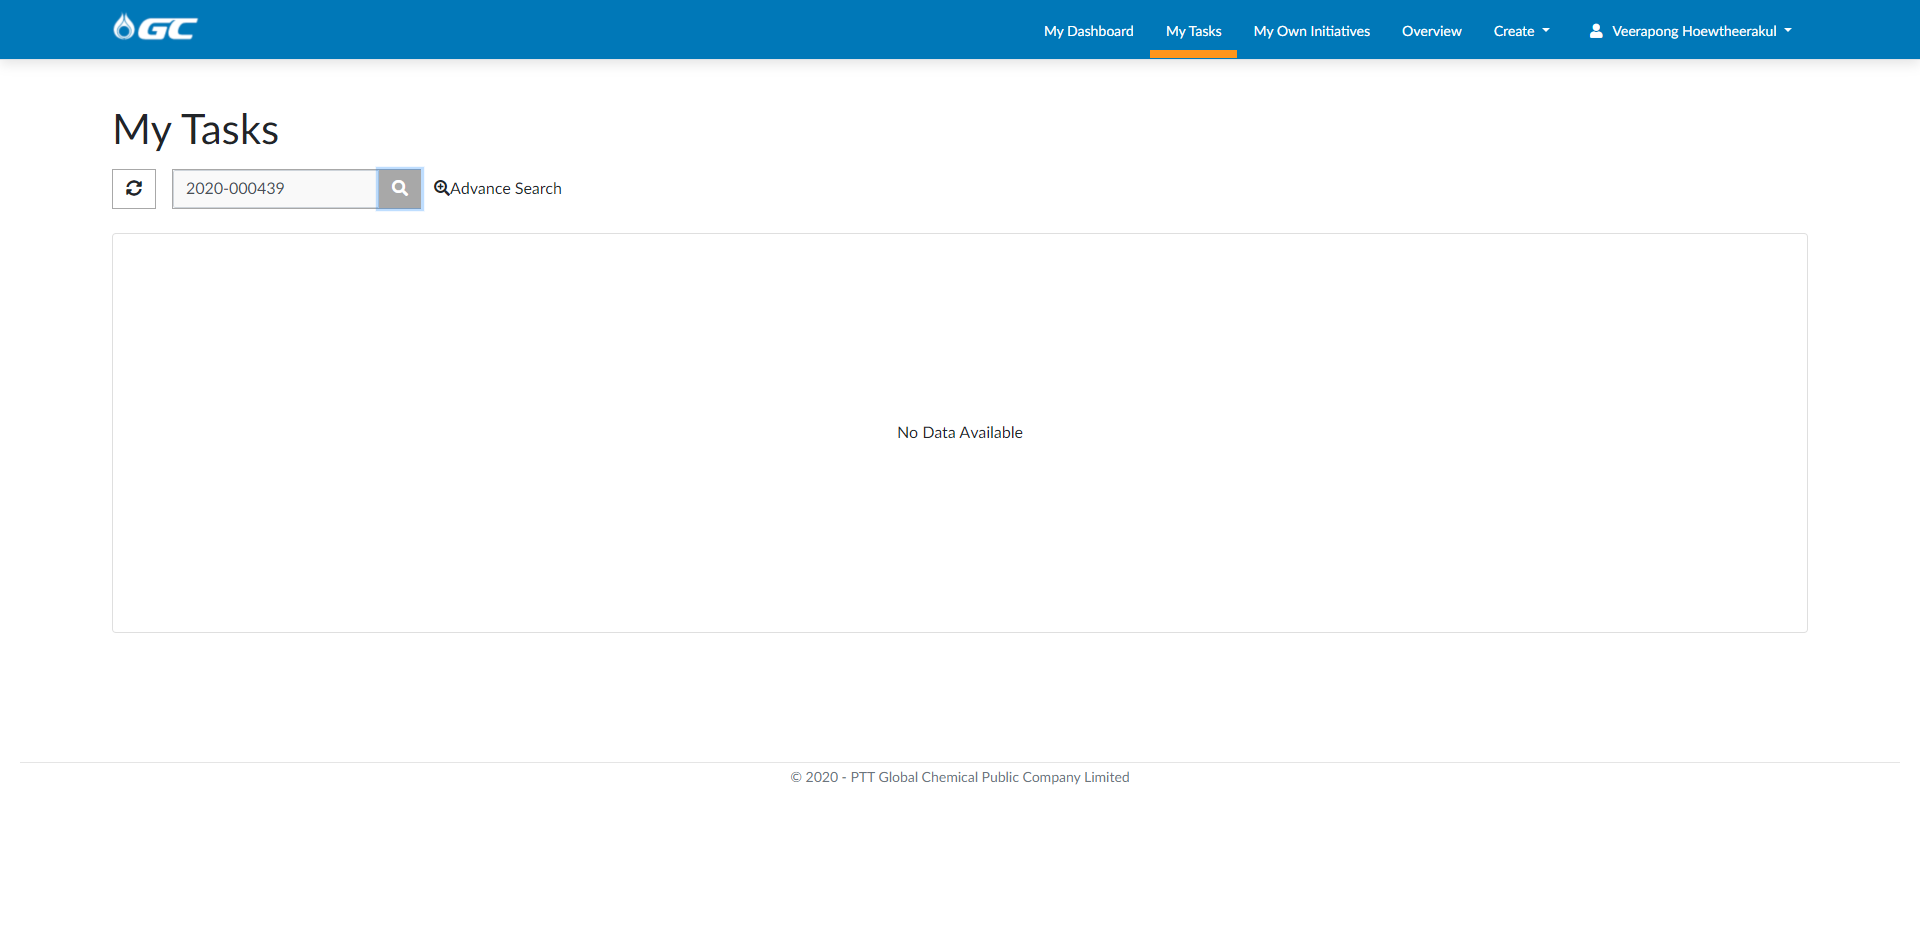 GC
My Dashboard My Tasks My Own Initiatives Overview Create Veerapong Hoewtheerakul
My Tasks
2020-000439 Advance Search
No Data Available
© 2020 - PTT Global Chemical Public Company Limited